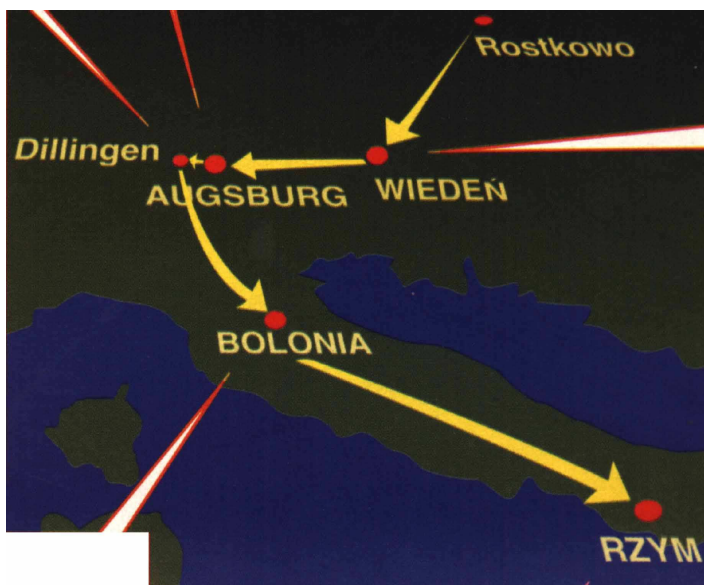 Rostkowo
Dillingen
AUGSBURG
WIEDEŃ
BOLONIA
RZYM